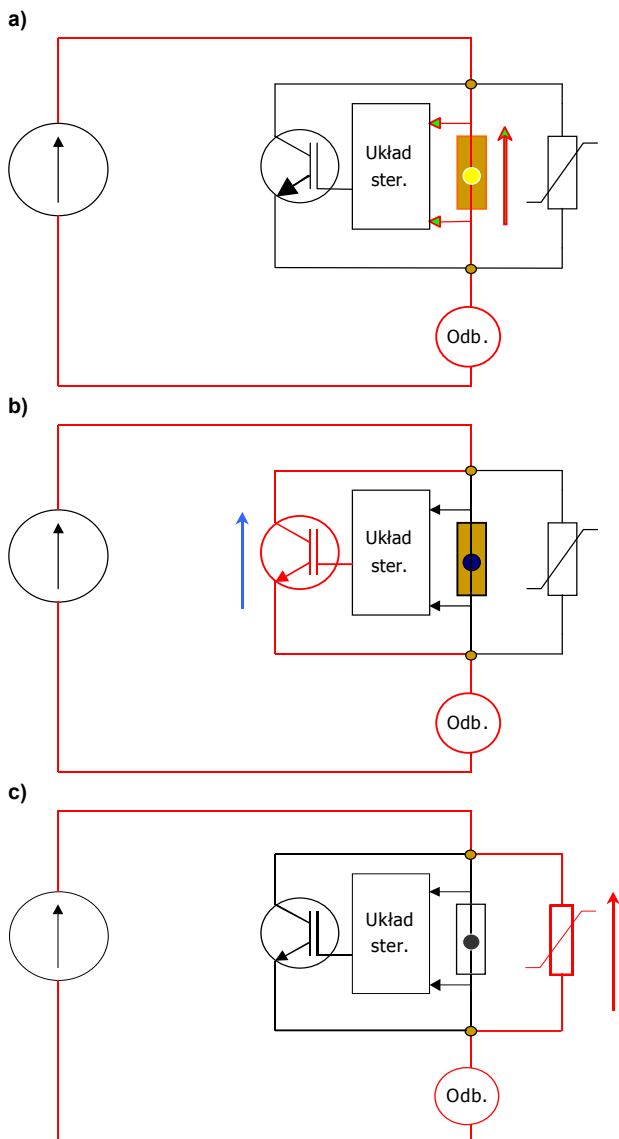 a)
Układ
ster.
Odb.
b)
Układ
ster.
Odb.
c)
Układ
ster.
Odb.